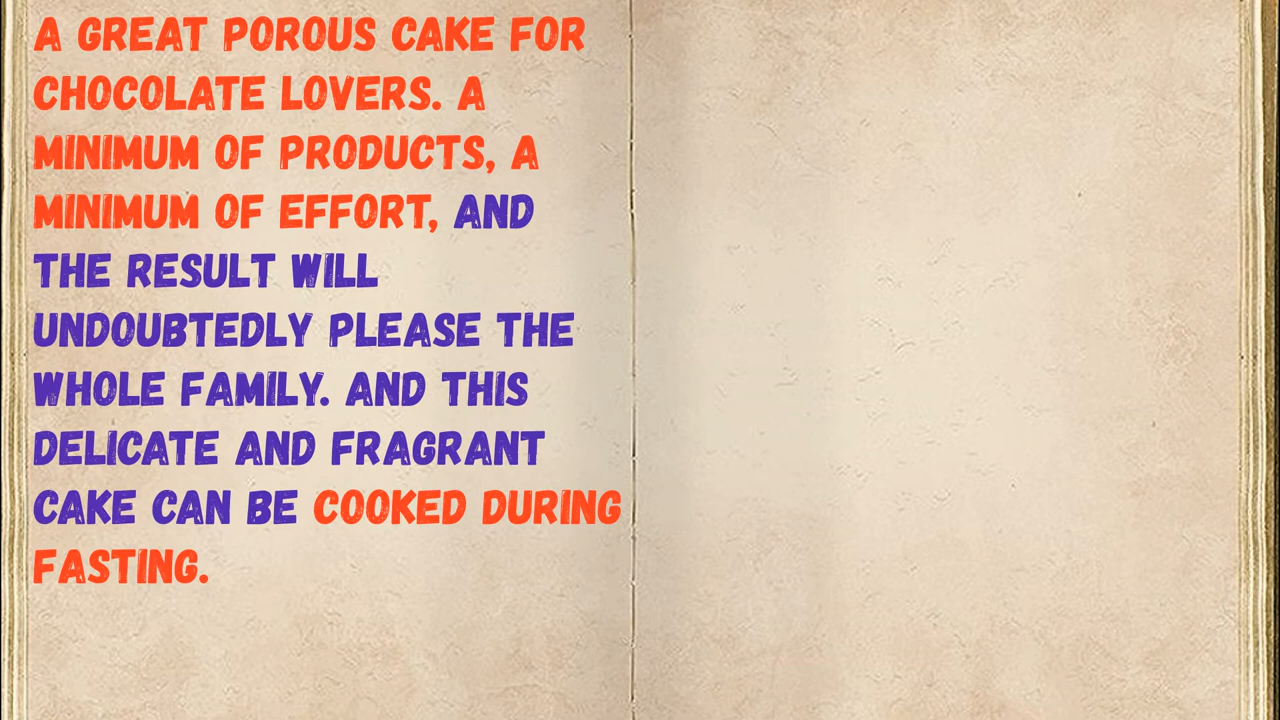 A GREAT POROUS CAKE FOR
CHOCOLATE LOVERS. A
MINIMUM OF PRODUCTS, A
MINIMUM OF EFFORT, AND
THE RESULT WILL
UNDOUBTEDLY PLEASE THE
WHOLE FAMILY. AND THIS
DELICATE AND FRAGRANT
CAKE CAN BE COOKED DURING
FASTING.